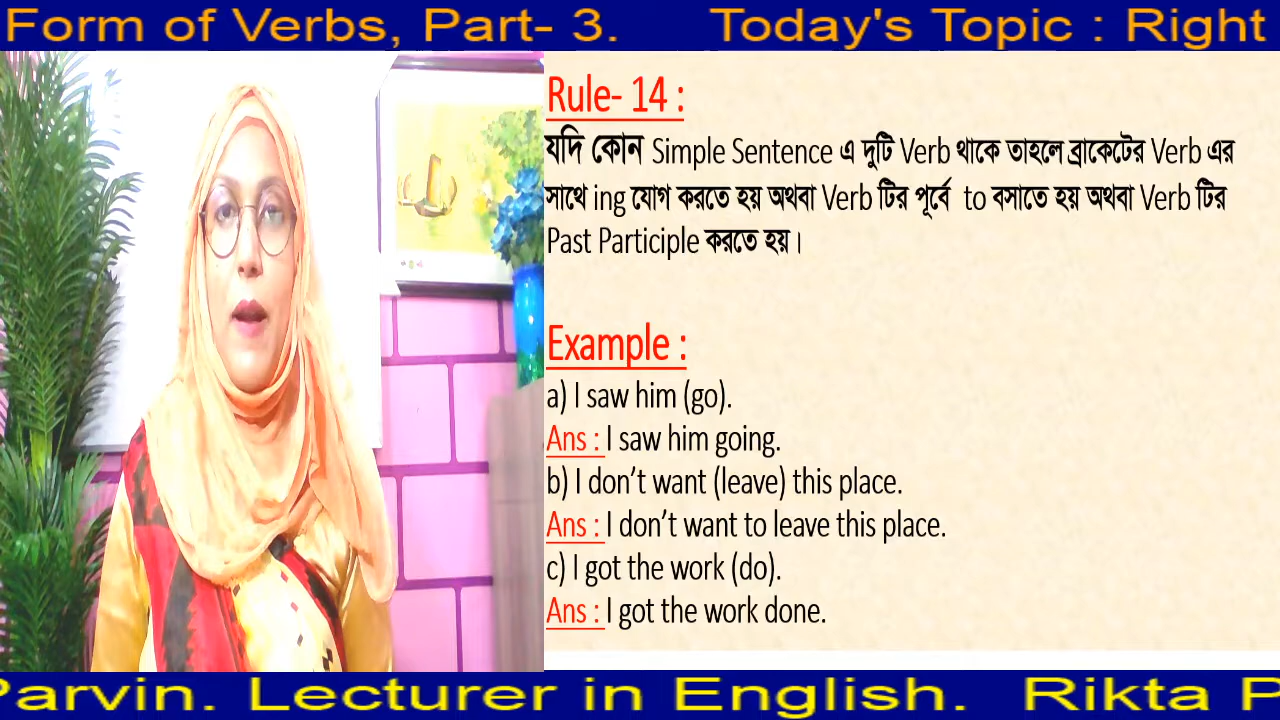 Form of Verbs, Part- 3. Today's Topic : Right
Rule- 14 :
যদি কোন Simple Sentence এ দুটি Verb থাকে তাহলে ব্রাকেটের Verb এর
সাথে ing যোগ করতে হয় অথবা Verb টির পূর্বে to বসাতে হয় অথবা Verb টির
Past Participle করতে হয়।
Example :
a) I saw him (go).
Ans : I saw him going.
b) I don’t want (leave) this place.
Ans : I don’t want to leave this place.
c) I got the work (do).
Ans : I got the work done.
Parvin. Lecturer in English. Rikta P